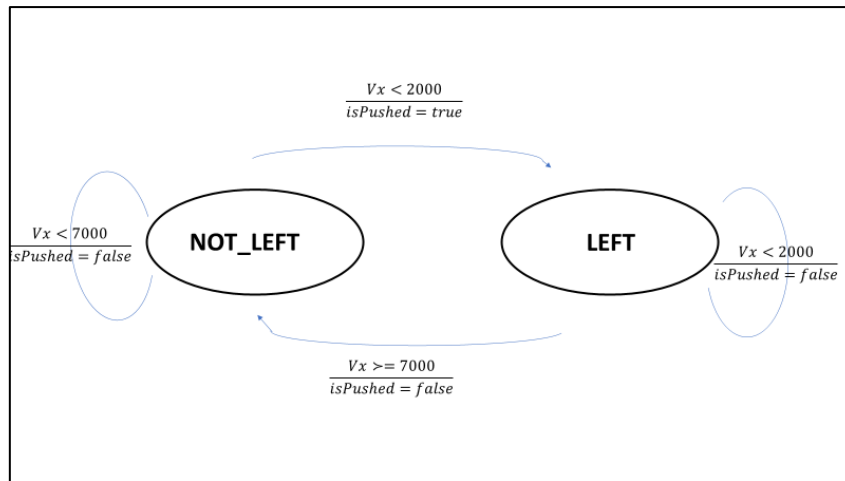 Vx < 2000
isPushed = true
NOT_LEFT
LEFT
Vx < 7000
isPushed = false
Vx < 2000
isPushed = false
Vx >= 7000
isPushed = false